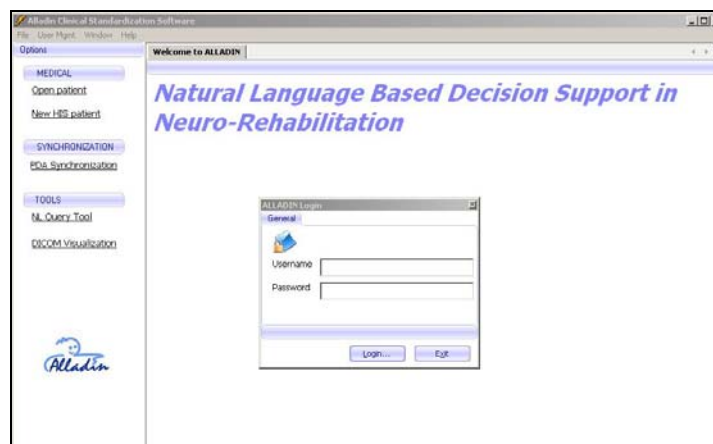 Alladin Clinical Standardization Software
File User Mgmt. Window Help
Options
Welcome to ALLADIN
MEDICAL
Open patient
New HIS patient
SYNCHRONIZATION
PDA Synchronization
TOOLS
NL Query Tool
DICOM Visualization
Alladin
Natural Language Based Decision Support in
Neuro-Rehabilitation
ALLADIN Login
General
Username
Password
Login...
Exit